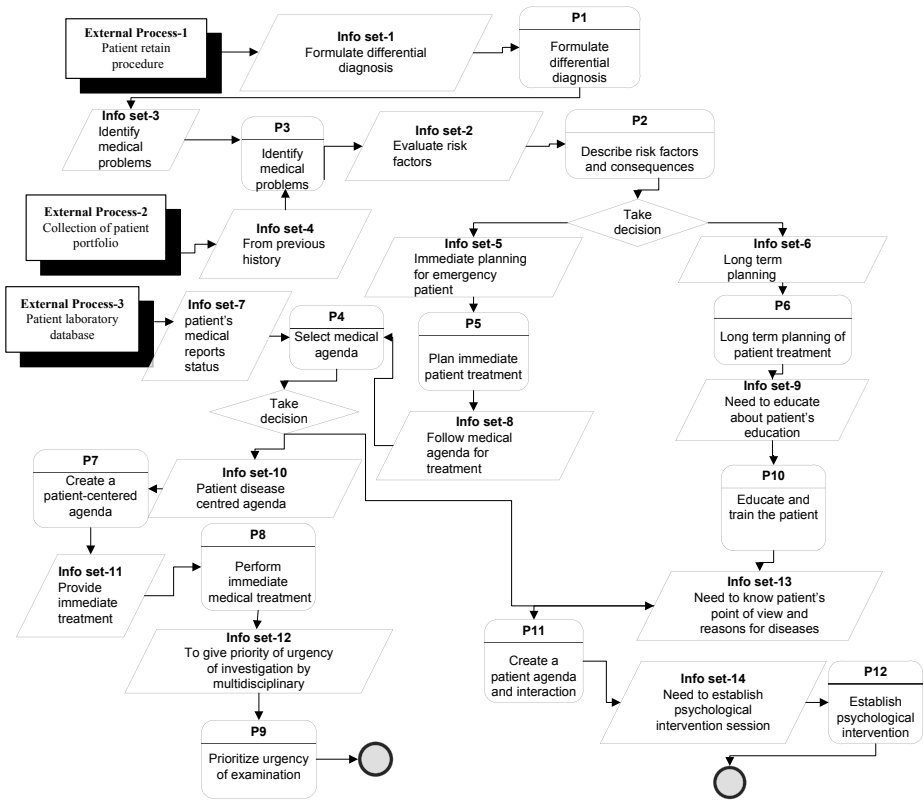 External Process-1
Patient retain
procedure
Info set-1
Formulate differential
diagnosis
P1
Formulate
differential
diagnosis
Info set-3
Identify
medical
problems
P3
Identify
medical
problems
Info set-2
Evaluate risk
factors
P2
Describe risk factors
and consequences
External Process-2
Collection of patient
portfolio
Info set-4
From previous
history
Take
decision
Info set-5
Immediate planning
for emergency
patient
Info set-6
Long term
planning
External Process-3
Patient laboratory
database
Info set-7
patient's
medical
reports
status
P4
Select medical
agenda
P5
Plan immediate
patient treatment
P6
Long term planning of
patient treatment
Take
decision
Info set-8
Follow medical
agenda for
treatment
Info set-9
Need to educate
about patient's
education
P7
Create a
patient-centered
agenda
Info set-10
Patient disease
centred agenda
P10
Educate and
train the patient
Info set-11
Provide
immediate
treatment
P8
Perform
immediate
medical treatment
Info set-13
Need to know patient's
point of view and
reasons for diseases
Info set-12
To give priority of urgency
of investigation by
multidisciplinary
P11
Create a
patient agenda
and interaction
Info set-14
Need to establish
psychological
intervention session
P12
Establish
psychological
intervention
P9
Prioritize urgency
of examination